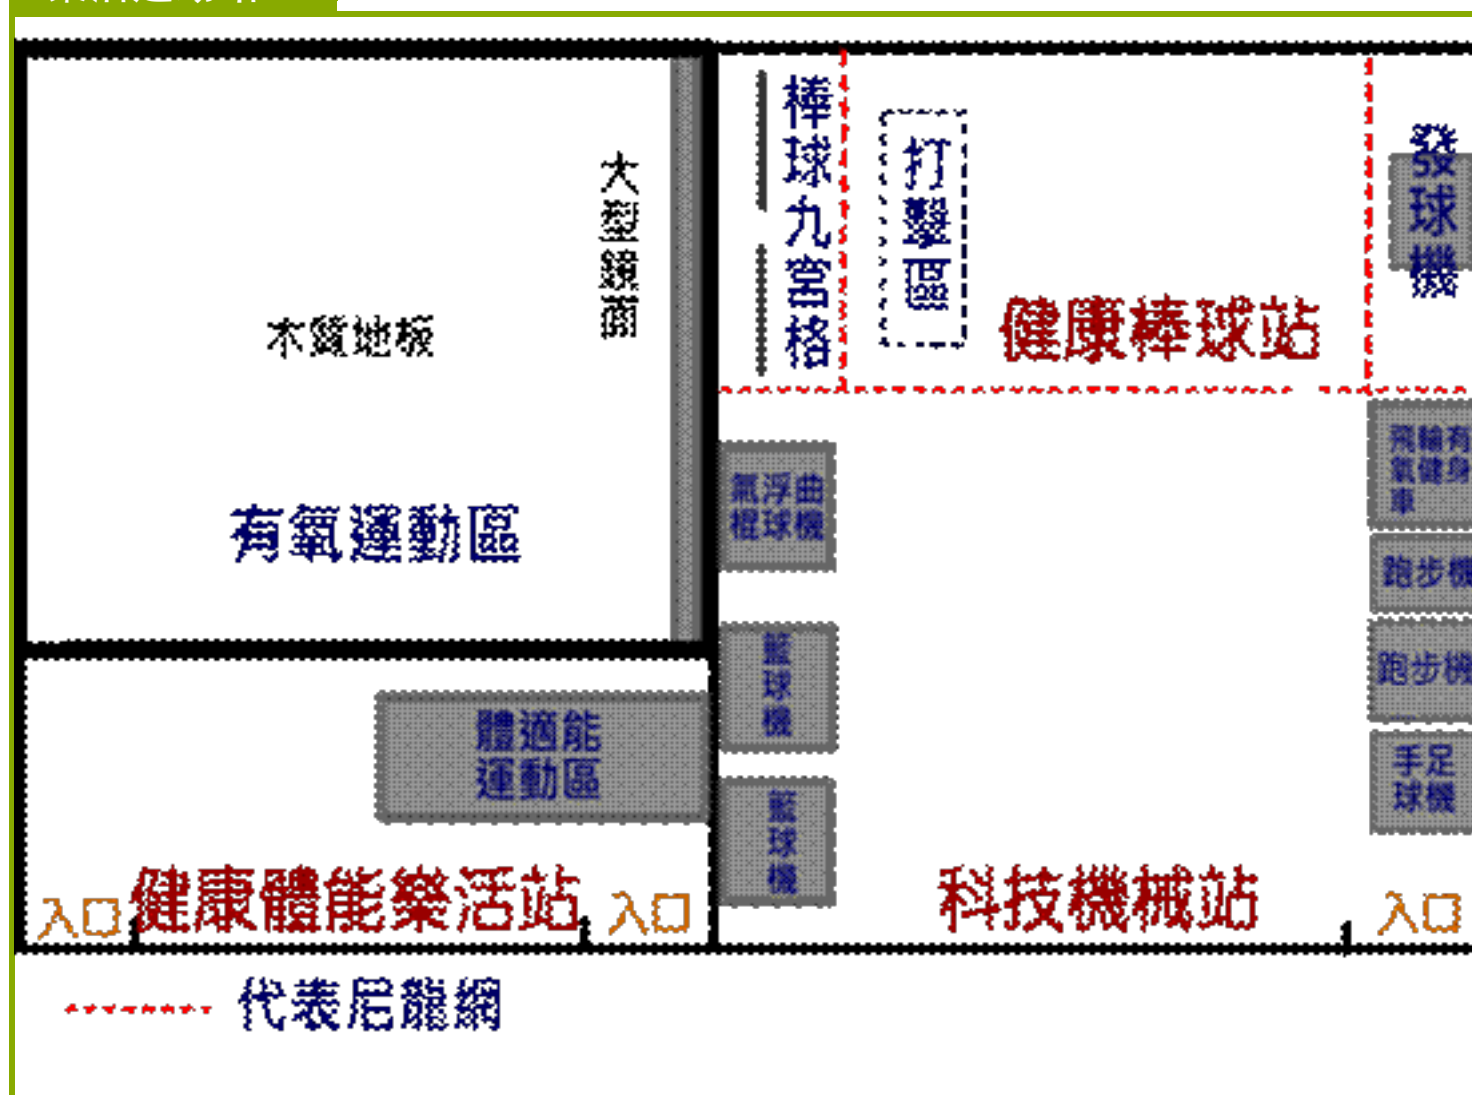 大型鏡面
木質地板
有氧運動區
棒球九宮格
打擊區
健康棒球站
發球機
氣浮曲
棍球機
飛輪有
氧健身
車
跑步機
跑步機
籃球機
籃球機
手足
球機
體適能
運動區
健康體能樂活站
入口
入口
科技機械站
入口
代表尼龍網